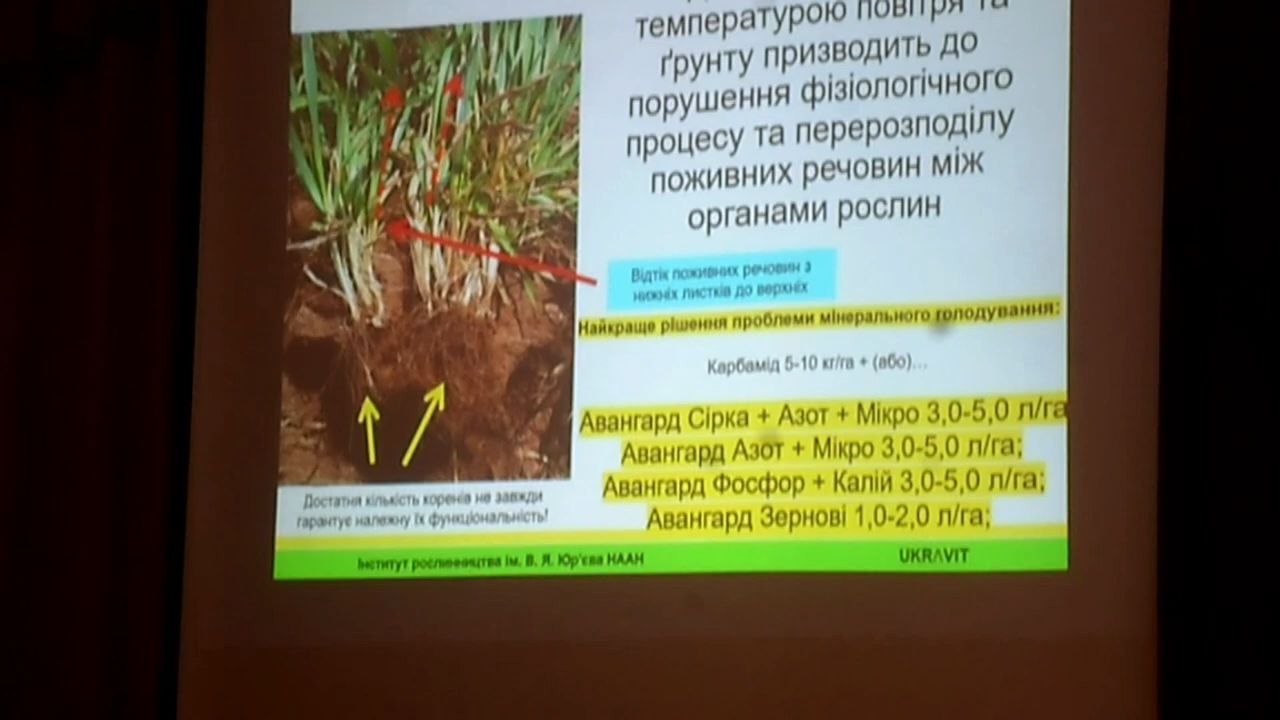 температурою повітря та
ґрунту призводить до
порушення фізіологічного
процесу та перерозподілу
поживних речовин між
органами рослин
Відтік поживних речовин з
нижніх листків до верхніх
Найкраще рішення проблеми мінерального голодування:
Карбамід 5-10 кг/га + (або)...
Авангард Сірка + Азот + Мікро 3,0-5,0 л/га
Авангард Азот + Мікро 3,0-5,0 л/га;
Авангард Фосфор + Калій 3,0-5,0 л/га;
Авангард Зернові 1,0-2,0 л/га;
Достатня кількість коренів не завжди
гарантує належну їх функціональність!
Інститут рослинництва ім. В. Я. Юр'єва НААН
UKRAVIT